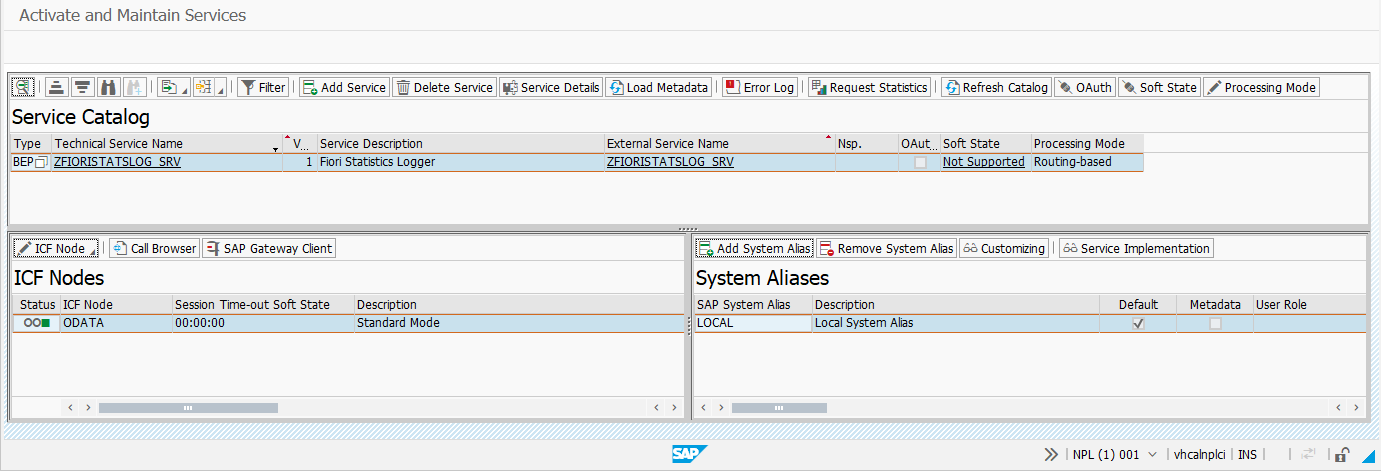 Activate and Maintain Services
Filter Add Service Delete Service Service Details Load Metadata Error Log Request Statistics Refresh Catalog OAuth Soft State Processing Mode
Service Catalog
Type Technical Service Name V... Service Description External Service Name Nsp. OAut... Soft State Processing Mode
BEP ZFIORISTATSLOG_SRV 1 Fiori Statistics Logger ZFIORISTATSLOG_SRV Not Supported Routing-based
ICF Node Call Browser SAP Gateway Client
ICF Nodes
Status ICF Node Session Time-out Soft State Description
ODATA 00:00:00 Standard Mode
Add System Alias Remove System Alias Customizing Service Implementation
System Aliases
SAP System Alias Description Default Metadata User Role
LOCAL Local System Alias
SAP NPL (1) 001 vhcalnplci INS